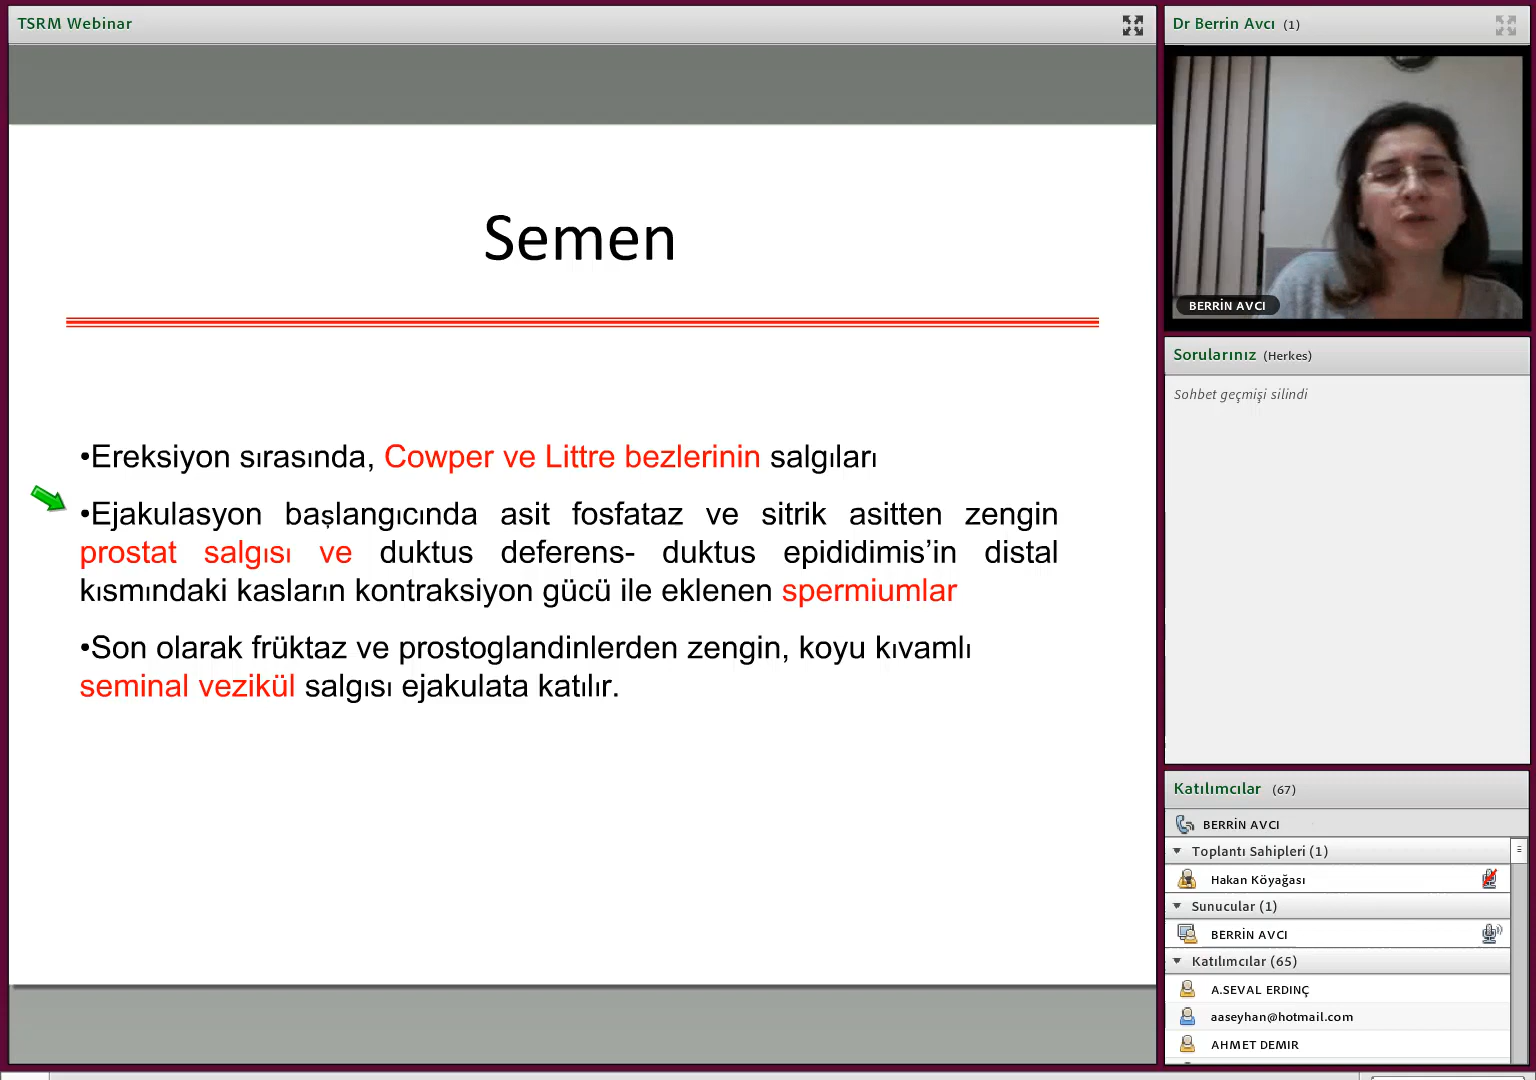 TSRM Webinar
Semen
•Ereksiyon sırasında, Cowper ve Littre bezlerinin salgıları
•Ejakulasyon başlangıcında asit fosfataz ve sitrik asitten zengin
prostat salgısı ve duktus deferens- duktus epididimis’in distal
kısmındaki kasların kontraksiyon gücü ile eklenen spermiumlar
•Son olarak früktaz ve prostoglandinlerden zengin, koyu kıvamlı
seminal vezikül salgısı ejakulata katılır.
Dr Berrin Avcı (1)
BERRİN AVCI
Sorularınız (Herkes)
Sohbet geçmişi silindi
Katılımcılar (67)
BERRİN AVCI
Toplantı Sahipleri (1)
Hakan Köyağası
Sunucular (1)
BERRİN AVCI
Katılımcılar (65)
A.SEVAL ERDINÇ
aaseyhan@hotmail.com
AHMET DEMIR